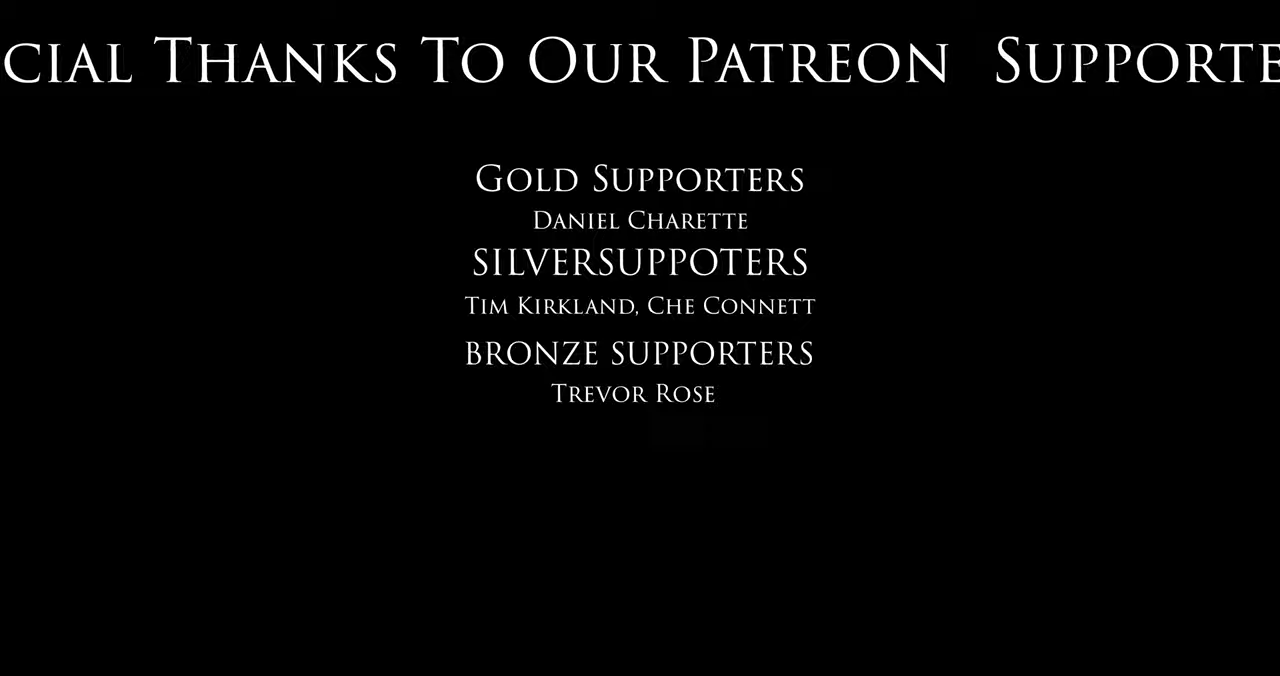 CIAL THANKS TO OUR PATREON SUPPORTE
GOLD SUPPORTERS
DANIEL CHARETTE
SILVERSUPPOTERS
TIM KIRKLAND, CHE CONNETT
BRONZE SUPPORTERS
TREVOR ROSE